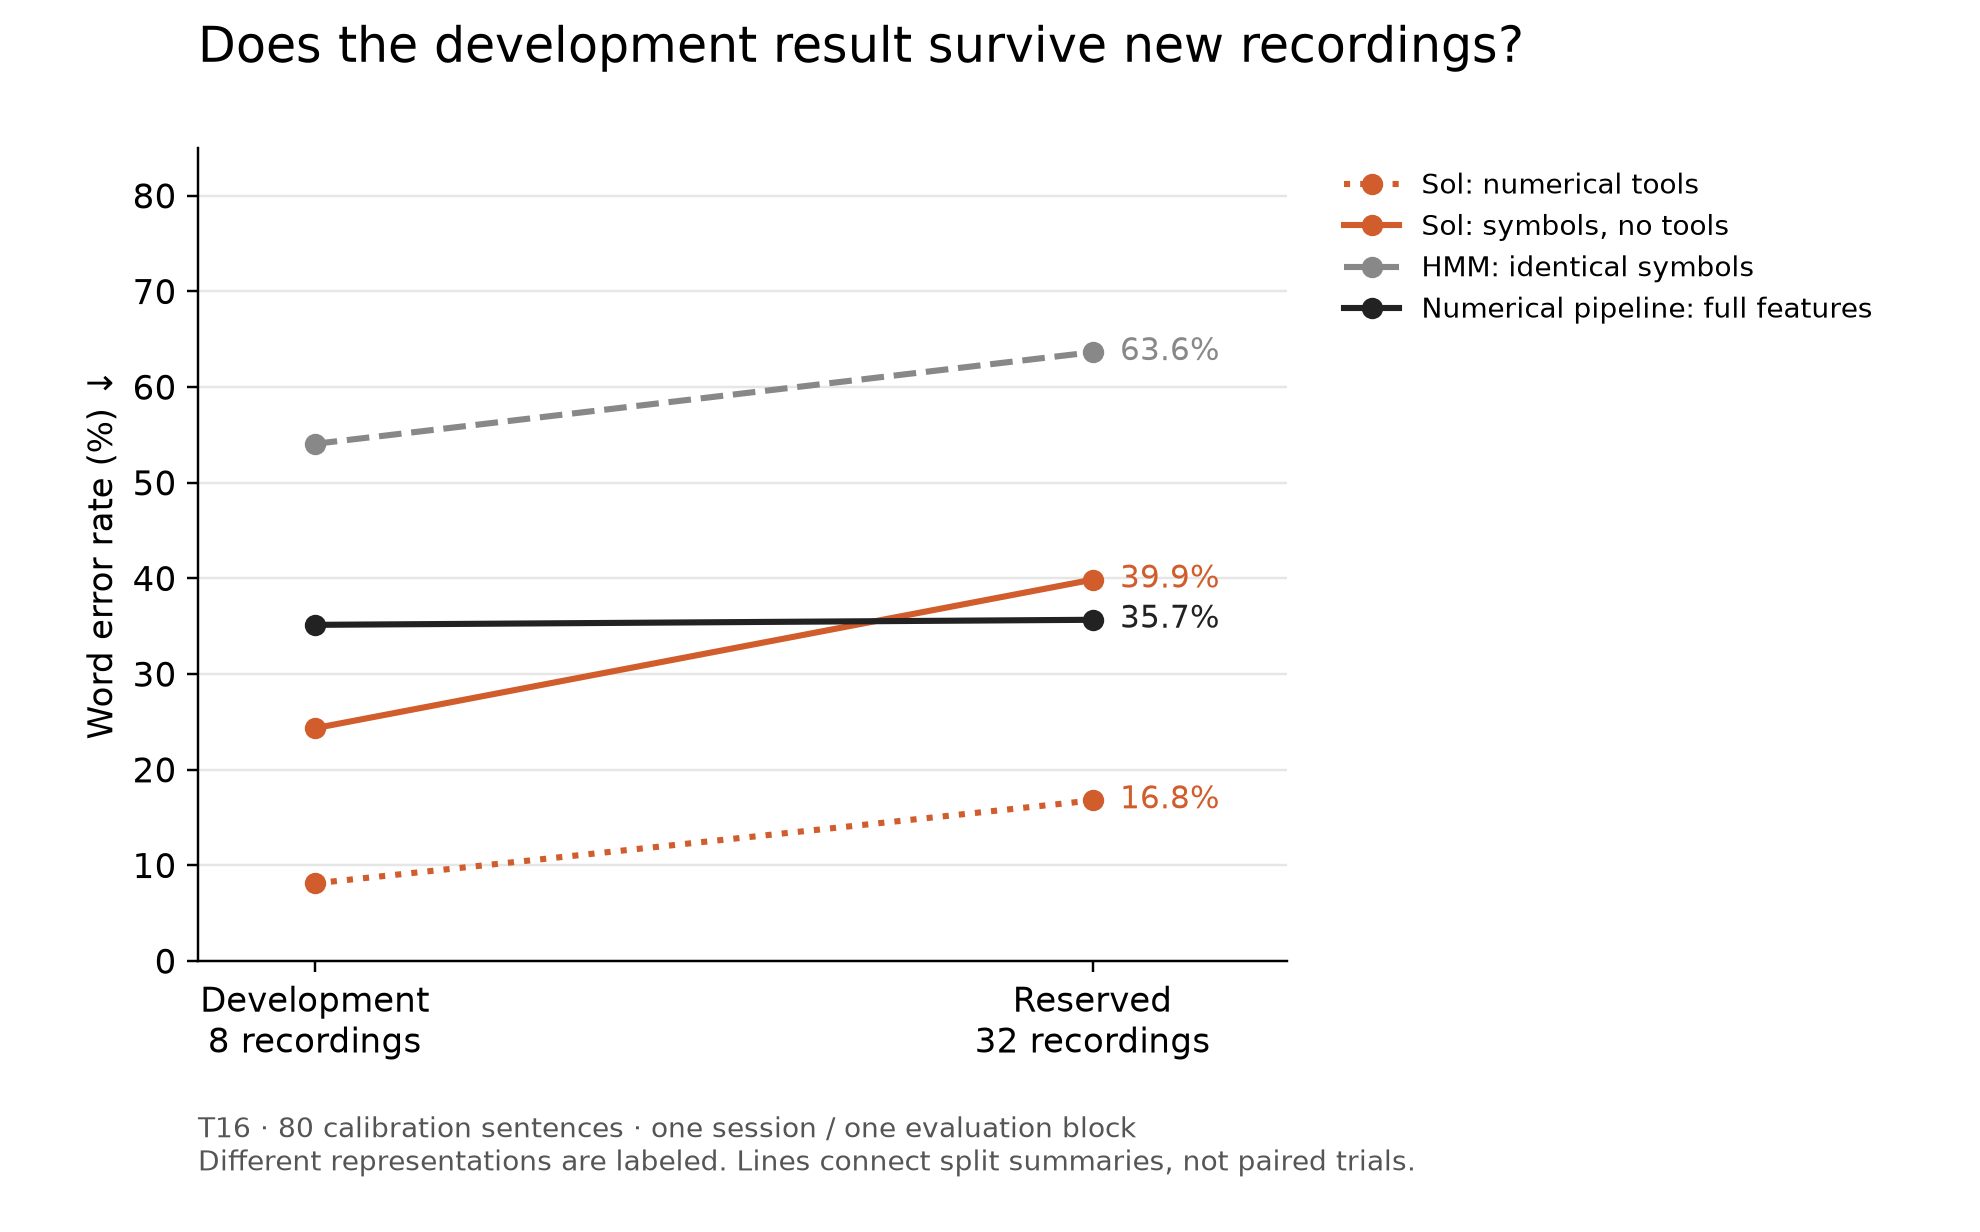 Does the development result survive new recordings?
80
70
60
50
40
30
20
10
0
Word error rate (%) ↓
63.6%
39.9%
35.7%
16.8%
Sol: numerical tools
Sol: symbols, no tools
HMM: identical symbols
Numerical pipeline: full features
Development
8 recordings
Reserved
32 recordings
T16 · 80 calibration sentences · one session / one evaluation block
Different representations are labeled. Lines connect split summaries, not paired trials.